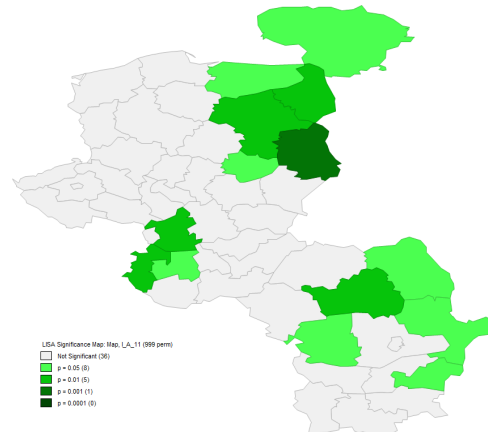 LISA Significance Map: Map, I_A_11 (999 perm)
Not Significant (36)
p = 0.05 (8)
p = 0.01 (5)
p = 0.001 (1)
p = 0.0001 (0)